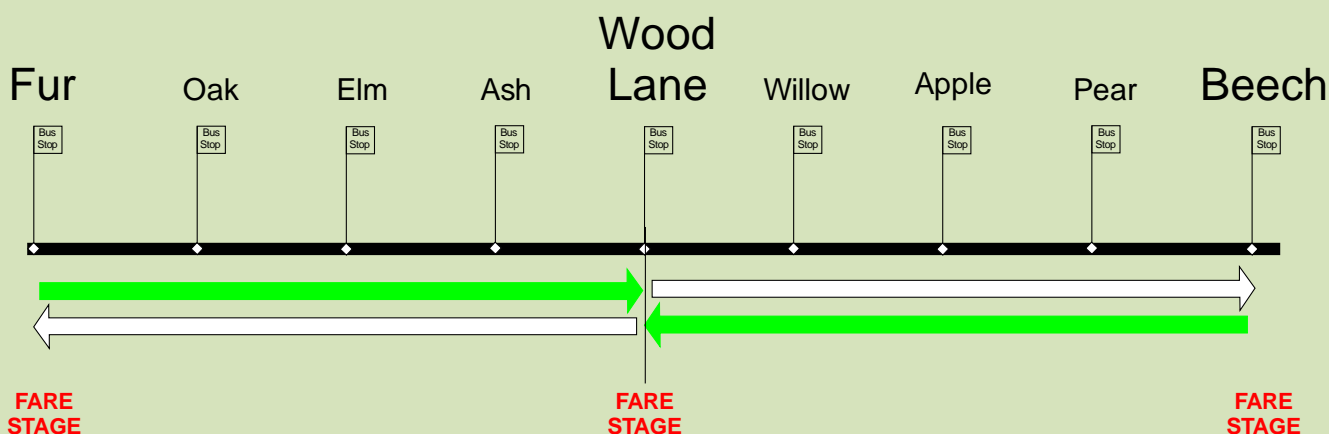 Wood
Fur Oak Elm Ash Lane Willow Apple Pear Beech
Bus Bus Bus Bus Bus Bus Bus Bus Bus
Stop Stop Stop Stop Stop Stop Stop Stop Stop
FARE FARE FARE
STAGE STAGE STAGE